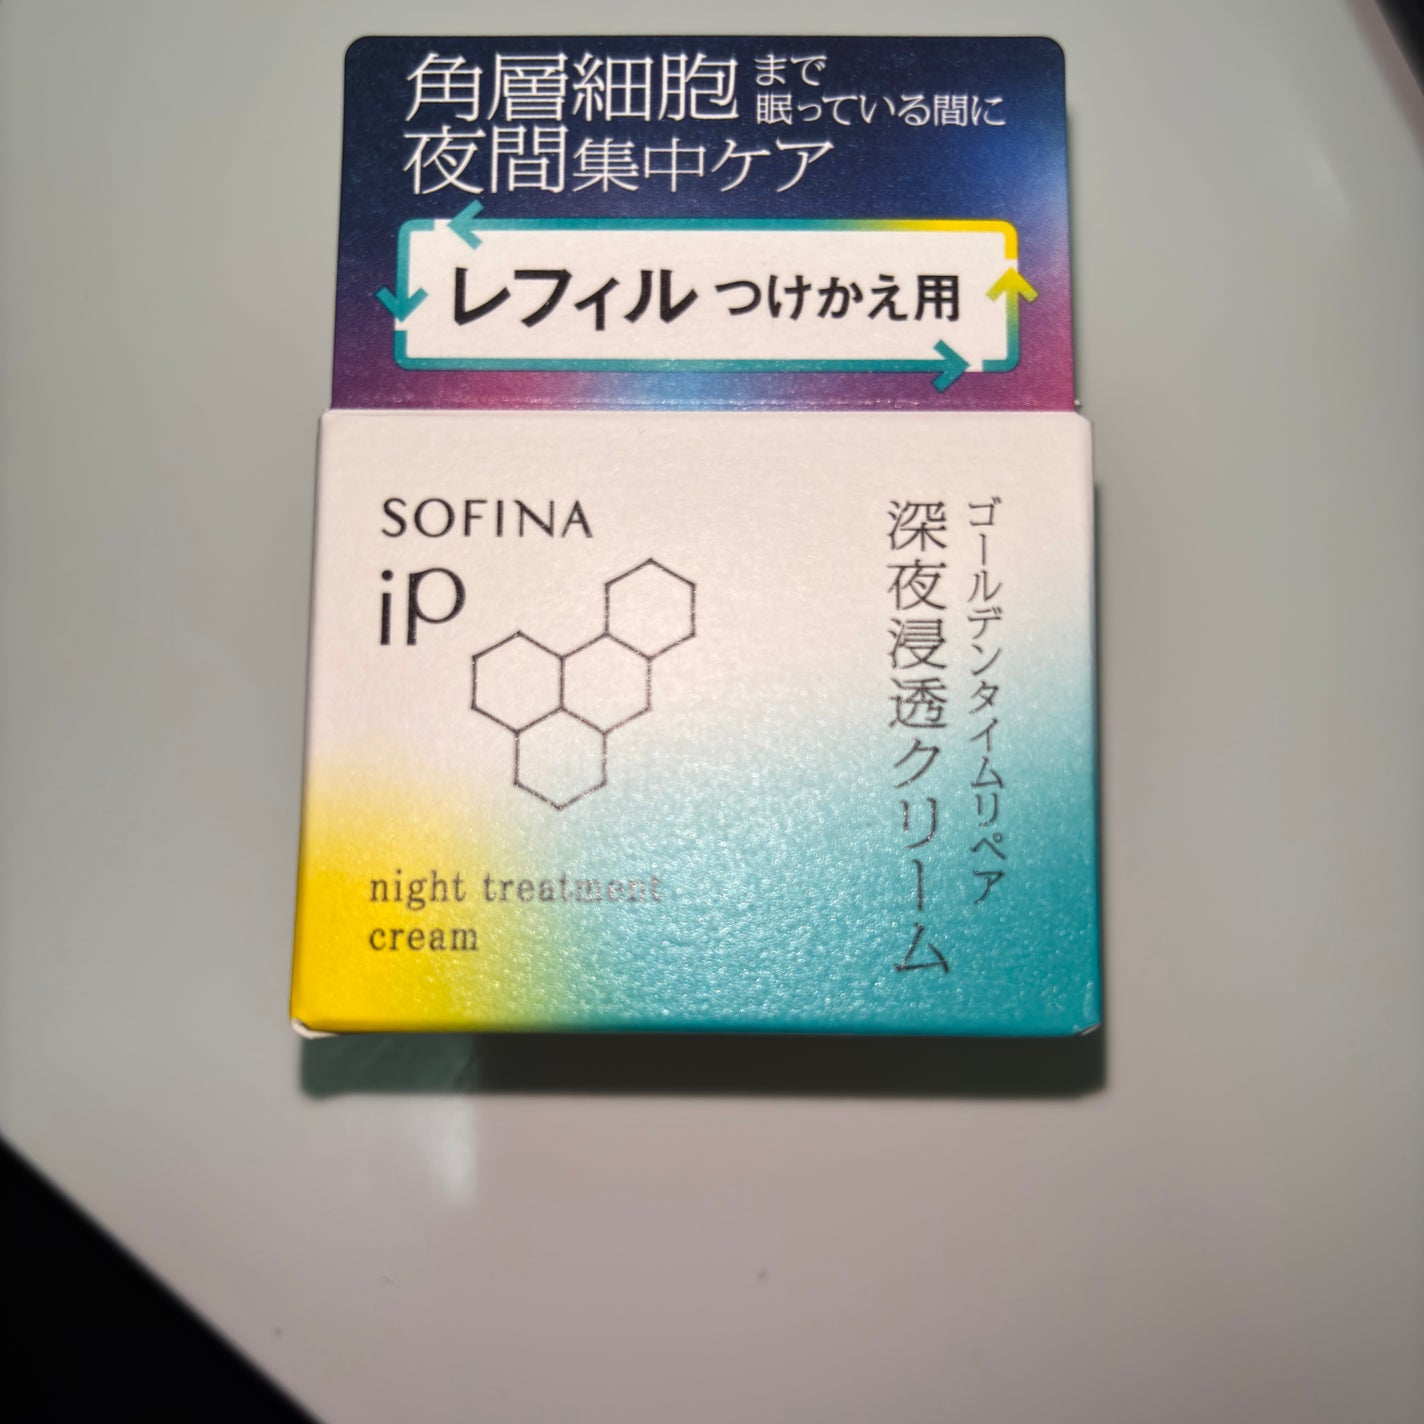 角層細胞まで
眠っている間に
夜間集中ケア
レフィル つけかえ用
SOFINA
iP
ゴールデンタイムリペア
深夜浸透クリーム
night treatment
cream